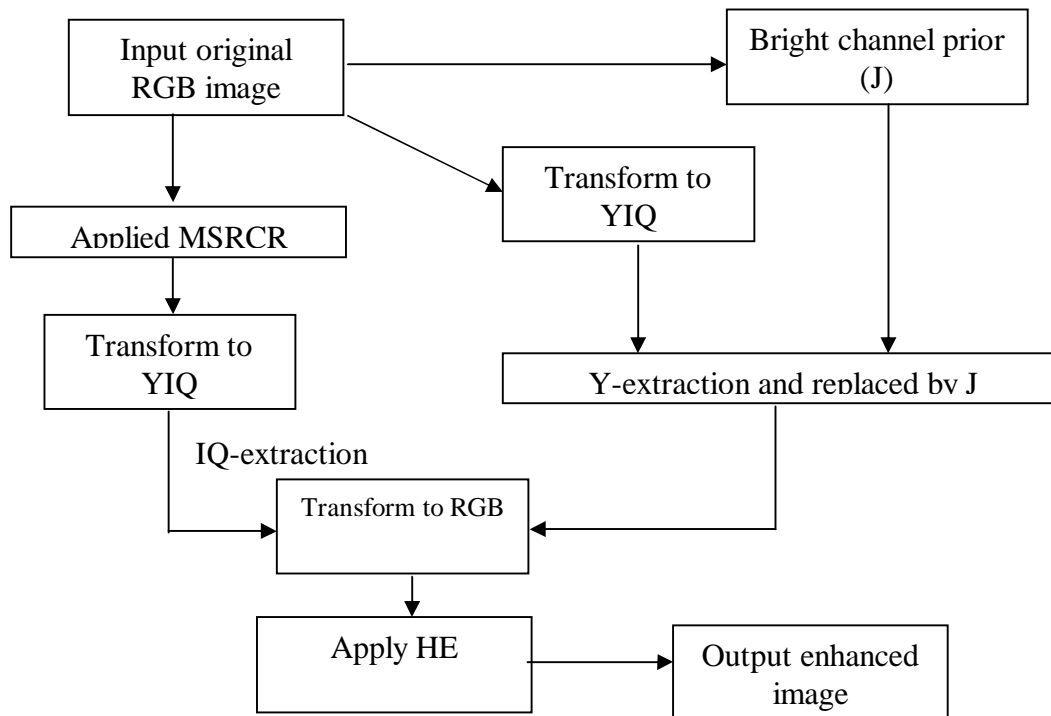 Input original
RGB image
Bright channel prior
(J)
Transform to
YIQ
Applied MSRCR
Transform to
YIQ
Y-extraction and replaced by J
IQ-extraction
Transform to RGB
Apply HE
Output enhanced
image